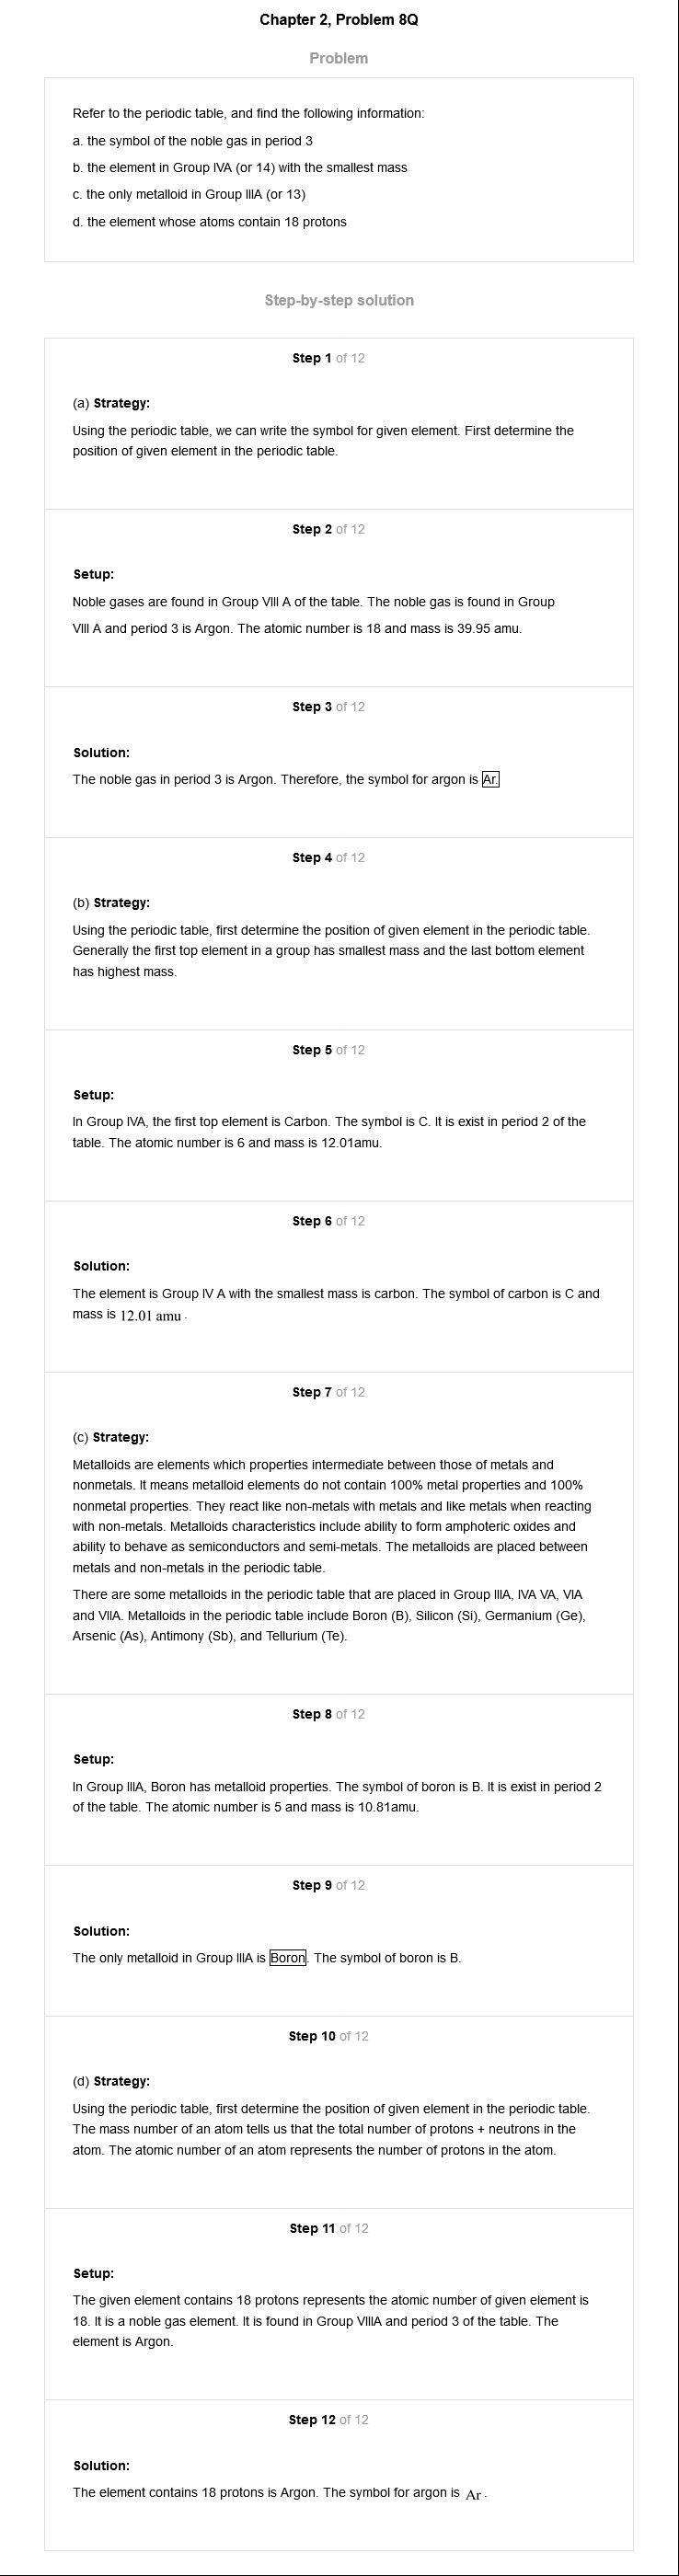 Chapter 2, Problem 8Q
Problem
Refer to the periodic table, and find the following information:
a. the symbol of the noble gas in period 3
b. the element in Group IVA (or 14) with the smallest mass
c. the only metalloid in Group IIIA (or 13)
d. the element whose atoms contain 18 protons
Step-by-step solution
Step 1 of 12
(a) Strategy:
Using the periodic table, we can write the symbol for given element. First determine the
position of given element in the periodic table.
Step 2 of 12
Setup:
Noble gases are found in Group VIII A of the table. The noble gas is found in Group
VIII A and period 3 is Argon. The atomic number is 18 and mass is 39.95 amu.
Step 3 of 12
Solution:
The noble gas in period 3 is Argon. Therefore, the symbol for argon is Ar.
Step 4 of 12
(b) Strategy:
Using the periodic table, first determine the position of given element in the periodic table.
Generally the first top element in a group has smallest mass and the last bottom element
has highest mass.
Step 5 of 12
Setup:
In Group IVA, the first top element is Carbon. The symbol is C. It is exist in period 2 of the
table. The atomic number is 6 and mass is 12.01amu.
Step 6 of 12
Solution:
The element is Group IV A with the smallest mass is carbon. The symbol of carbon is C and
mass is 12.01 amu .
Step 7 of 12
(c) Strategy:
Metalloids are elements which properties intermediate between those of metals and
nonmetals. It means metalloid elements do not contain 100% metal properties and 100%
nonmetal properties. They react like non-metals with metals and like metals when reacting
with non-metals. Metalloids characteristics include ability to form amphoteric oxides and
ability to behave as semiconductors and semi-metals. The metalloids are placed between
metals and non-metals in the periodic table.
There are some metalloids in the periodic table that are placed in Group IIIA, IVA VA, VIA
and VIIA. Metalloids in the periodic table include Boron (B), Silicon (Si), Germanium (Ge),
Arsenic (As), Antimony (Sb), and Tellurium (Te).
Step 8 of 12
Setup:
In Group IIIA, Boron has metalloid properties. The symbol of boron is B. It is exist in period 2
of the table. The atomic number is 5 and mass is 10.81amu.
Step 9 of 12
Solution:
The only metalloid in Group IIIA is Boron. The symbol of boron is B.
Step 10 of 12
(d) Strategy:
Using the periodic table, first determine the position of given element in the periodic table.
The mass number of an atom tells us that the total number of protons + neutrons in the
atom. The atomic number of an atom represents the number of protons in the atom.
Step 11 of 12
Setup:
The given element contains 18 protons represents the atomic number of given element is
18. It is a noble gas element. It is found in Group VIIIA and period 3 of the table. The
element is Argon.
Step 12 of 12
Solution:
The element contains 18 protons is Argon. The symbol for argon is Ar .